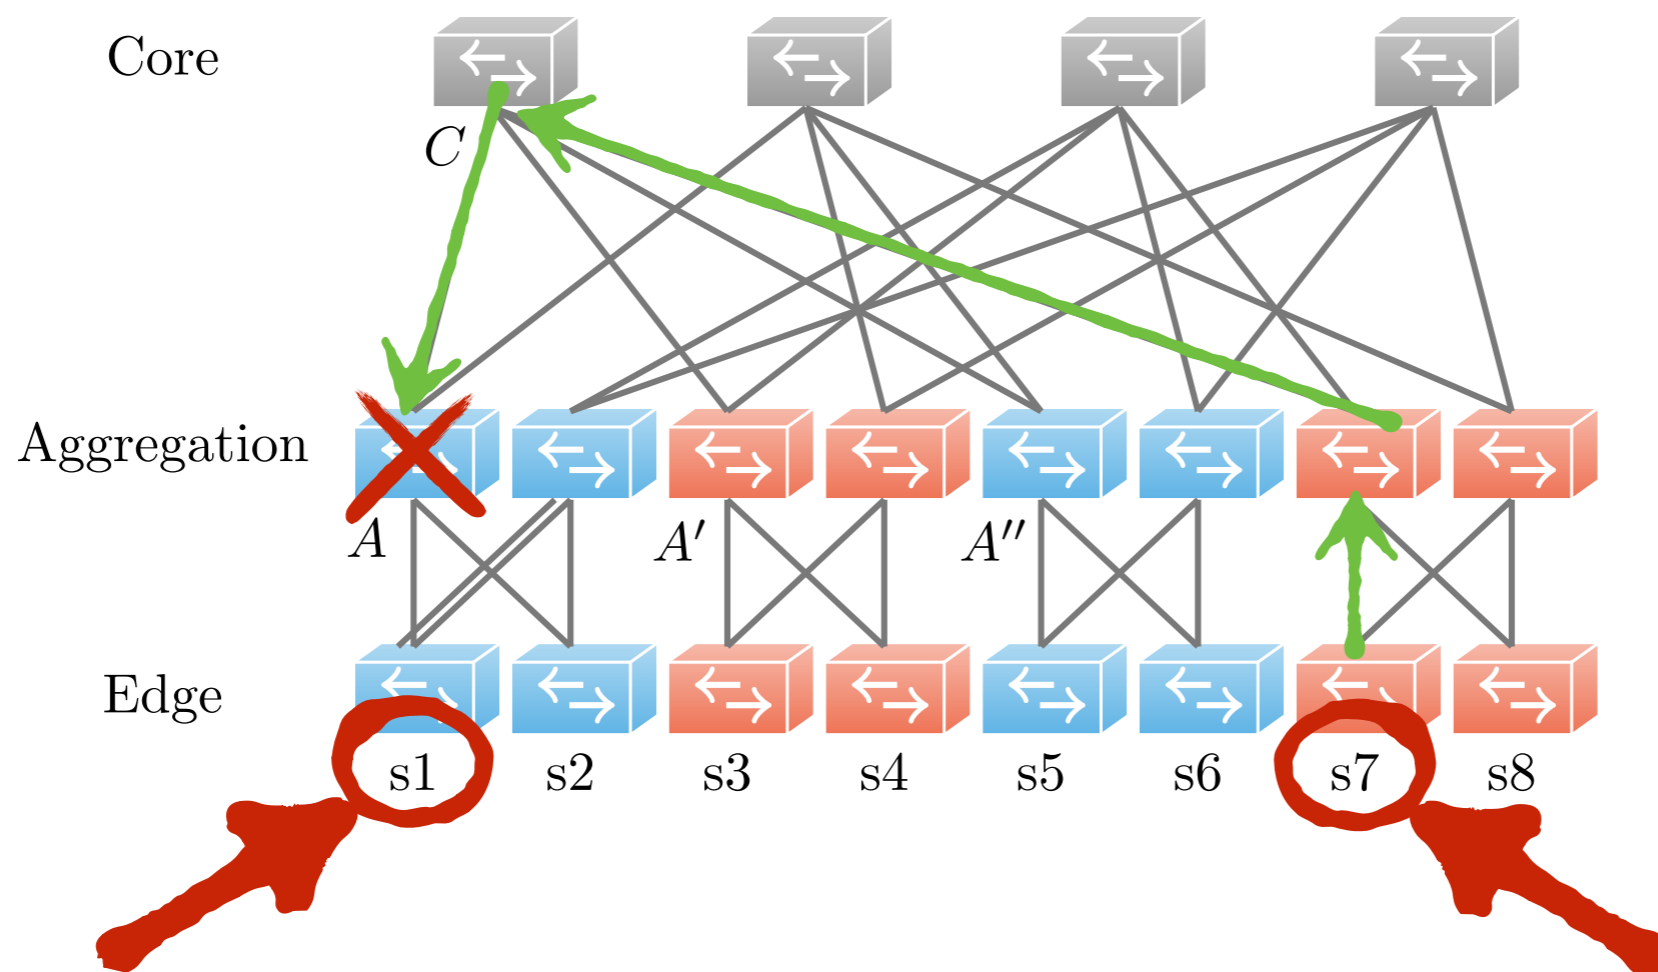 Core
C
Aggregation
A A′ A″
Edge
s1 s2 s3 s4 s5 s6 s7 s8